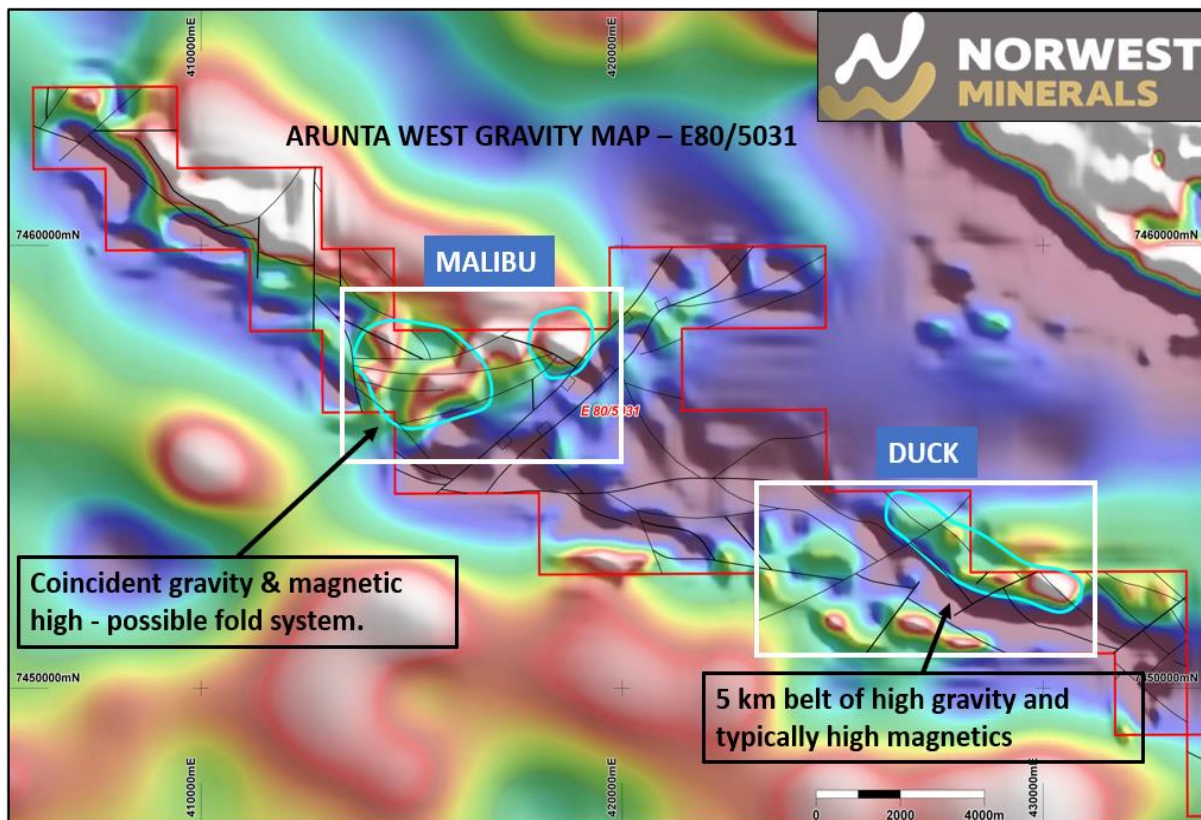 410000mE
420000mE
NORWEST
MINERALS
ARUNTA WEST GRAVITY MAP – E80/5031
7460000mN
7460000mN
MALIBU
E 80/5031
DUCK
Coincident gravity & magnetic
high - possible fold system.
7450000mN
7450000mN
5 km belt of high gravity and
typically high magnetics
410000mE
420000mE
430000mE
0
2000
4000m